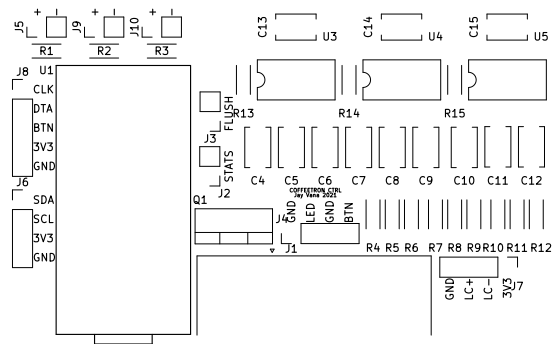 J5 + - J9 + - J10 + -
R1 R2 R3
C13 U3 C14 U4 C15 U5
J8 U1
CLK
DTA
BTN
3V3
GND
J6
SDA
SCL
3V3
GND
FLUSH
J3
STATS
J2
R13 R14 R15
C4 C5 C6 C7 C8 C9 C10 C11 C12
COFFEETRON CTRL
Jay Vana 2021
Q1
J4
GND LED GND BTN
J1
R4 R5 R6 R7 R8 R9 R10 R11 R12
GND LC+ LC- 3V3
J7